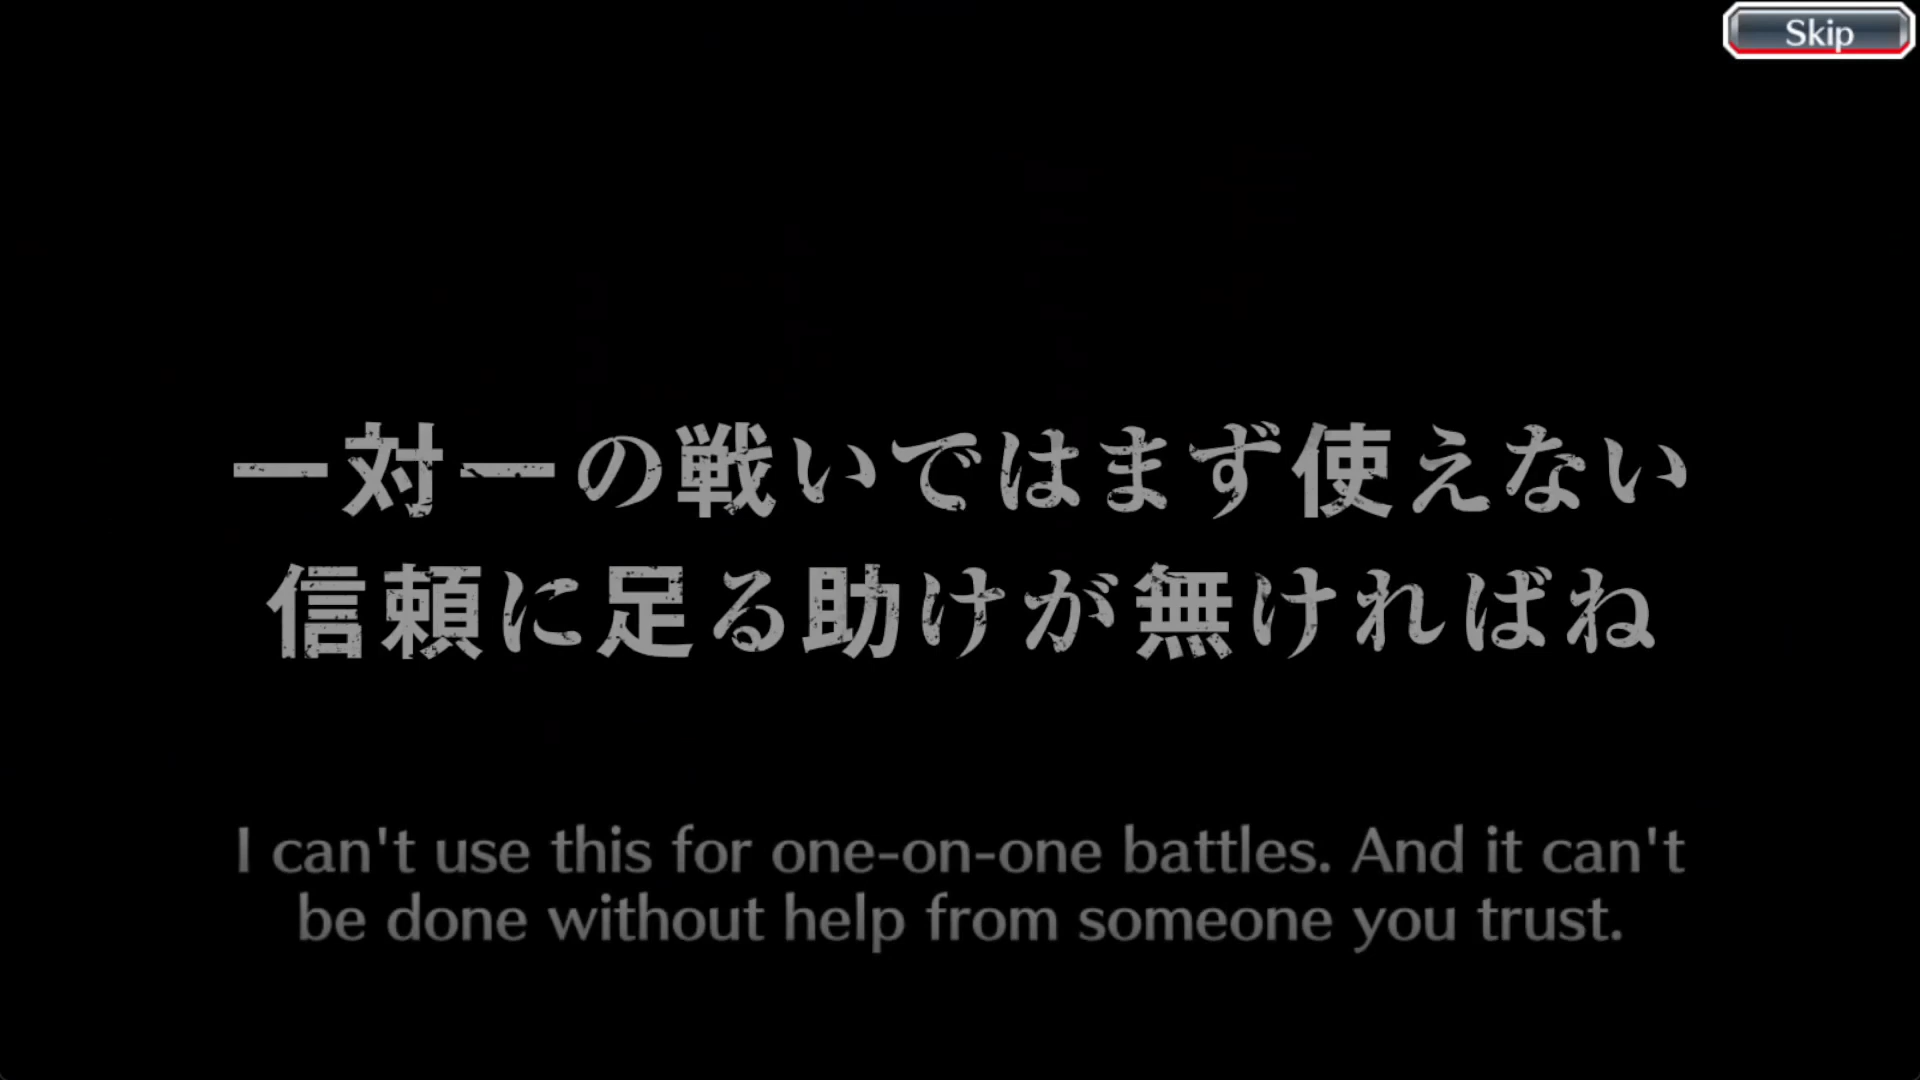 Skip
一対一の戦いではまず使えない
信頼に足る助けが無ければね
I can't use this for one-on-one battles. And it can't
be done without help from someone you trust.